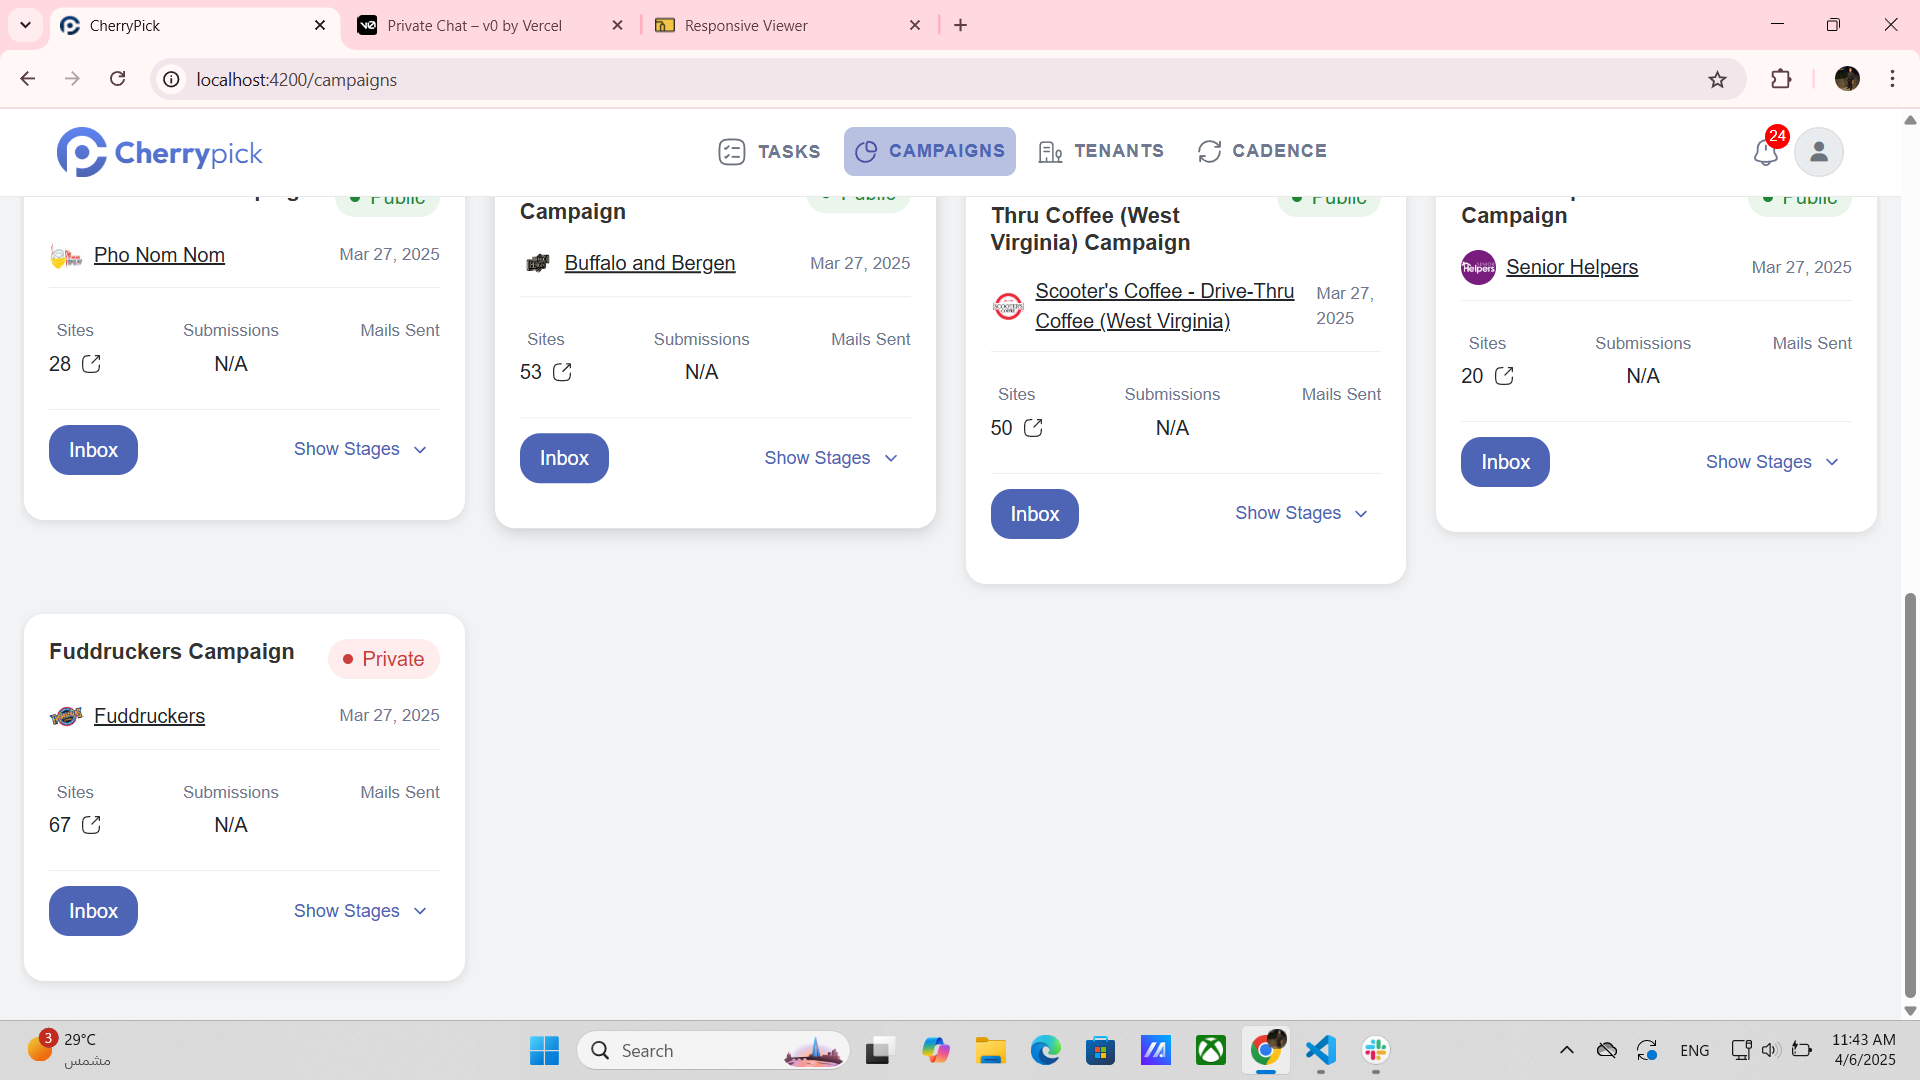 CherryPick
Private Chat – v0 by Vercel
Responsive Viewer
localhost:4200/campaigns
Cherrypick
TASKS
CAMPAIGNS
TENANTS
CADENCE
24
Public
Pho Nom Nom
Mar 27, 2025
Sites
Submissions
Mails Sent
28
N/A
Inbox
Show Stages
Campaign
Public
Buffalo and Bergen
Mar 27, 2025
Sites
Submissions
Mails Sent
53
N/A
Inbox
Show Stages
Public
Thru Coffee (West
Virginia) Campaign
Scooter's Coffee - Drive-Thru
Coffee (West Virginia)
Mar 27,
2025
Sites
Submissions
Mails Sent
50
N/A
Inbox
Show Stages
Public
Campaign
Senior Helpers
Mar 27, 2025
Sites
Submissions
Mails Sent
20
N/A
Inbox
Show Stages
Fuddruckers Campaign
Private
Fuddruckers
Mar 27, 2025
Sites
Submissions
Mails Sent
67
N/A
Inbox
Show Stages
3
29°C
مشمس
Search
ENG
11:43 AM
4/6/2025